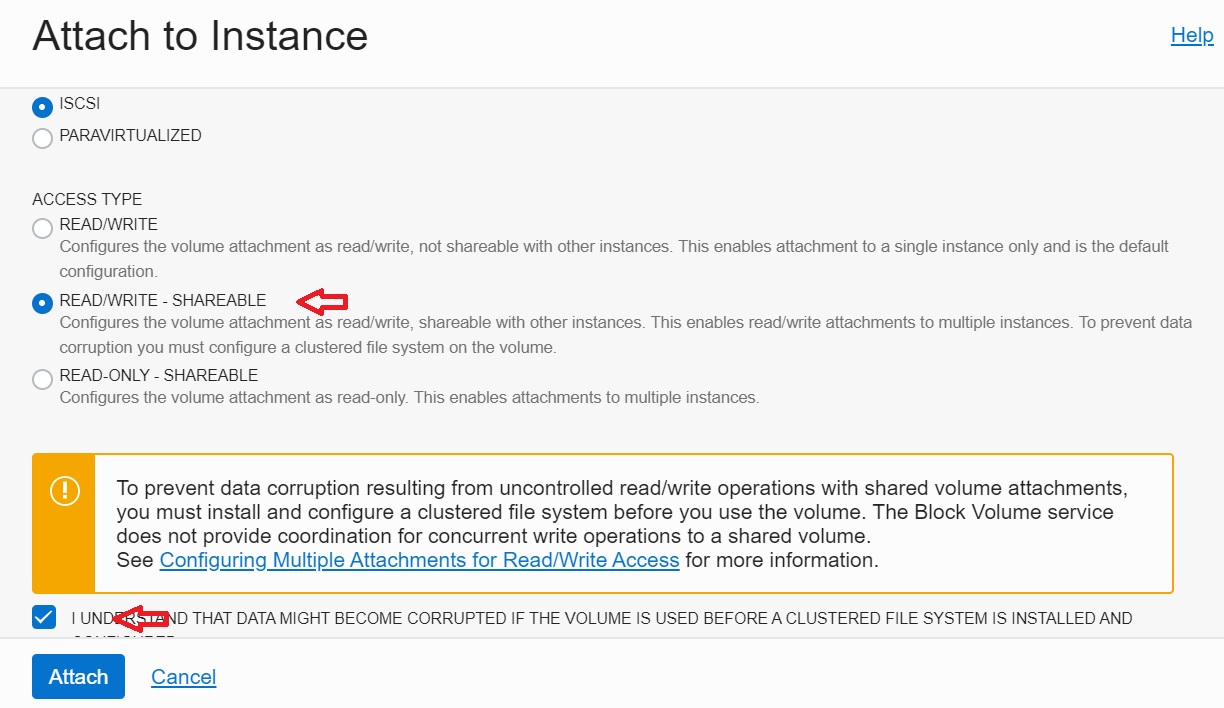 Attach to Instance
Help
ISCSI
PARAVIRTUALIZED
ACCESS TYPE
READ/WRITE
Configures the volume attachment as read/write, not shareable with other instances. This enables attachment to a single instance only and is the default
configuration.
READ/WRITE - SHAREABLE
Configures the volume attachment as read/write, shareable with other instances. This enables read/write attachments to multiple instances. To prevent data
corruption you must configure a clustered file system on the volume.
READ-ONLY - SHAREABLE
Configures the volume attachment as read-only. This enables attachments to multiple instances.
To prevent data corruption resulting from uncontrolled read/write operations with shared volume attachments,
you must install and configure a clustered file system before you use the volume. The Block Volume service
does not provide coordination for concurrent write operations to a shared volume.
See Configuring Multiple Attachments for Read/Write Access for more information.
I UNDERSTAND THAT DATA MIGHT BECOME CORRUPTED IF THE VOLUME IS USED BEFORE A CLUSTERED FILE SYSTEM IS INSTALLED AND
Attach
Cancel